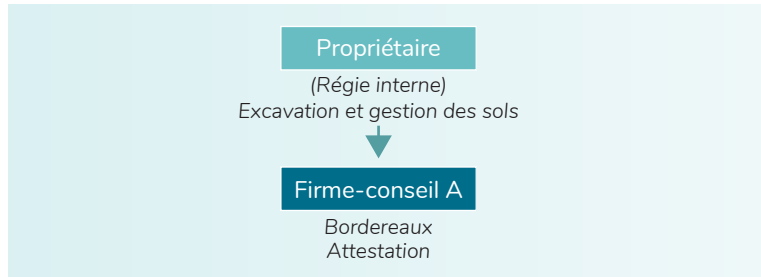 Propriétaire
(Régie interne)
Excavation et gestion des sols
Firme-conseil A
Bordereaux
Attestation